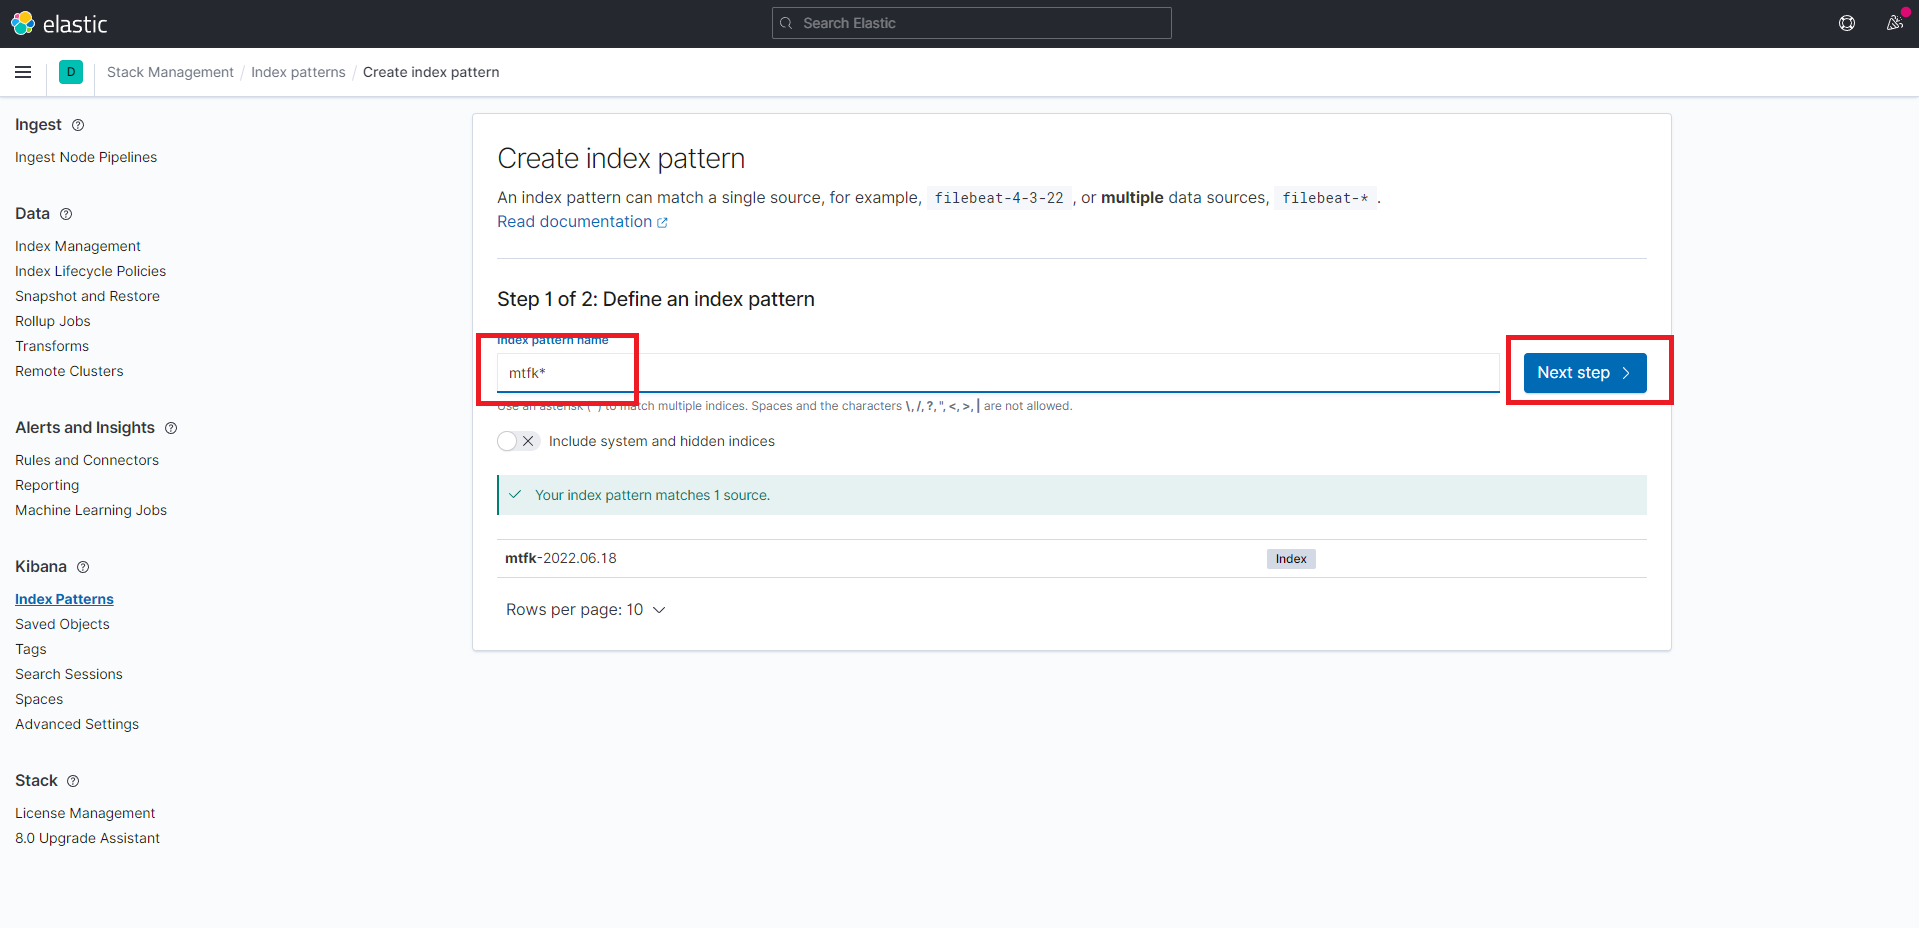 elastic
Search Elastic
D
Stack Management / Index patterns / Create index pattern
Ingest
Ingest Node Pipelines
Data
Index Management
Index Lifecycle Policies
Snapshot and Restore
Rollup Jobs
Transforms
Remote Clusters
Alerts and Insights
Rules and Connectors
Reporting
Machine Learning Jobs
Kibana
Index Patterns
Saved Objects
Tags
Search Sessions
Spaces
Advanced Settings
Stack
License Management
8.0 Upgrade Assistant
Create index pattern
An index pattern can match a single source, for example, filebeat-4-3-22 , or multiple data sources, filebeat-* .
Read documentation
Step 1 of 2: Define an index pattern
Index pattern name
mtfk*
Next step
Use an asterisk (*) to match multiple indices. Spaces and the characters \, /, ?, ", <, >, | are not allowed.
Include system and hidden indices
Your index pattern matches 1 source.
mtfk-2022.06.18
Index
Rows per page: 10